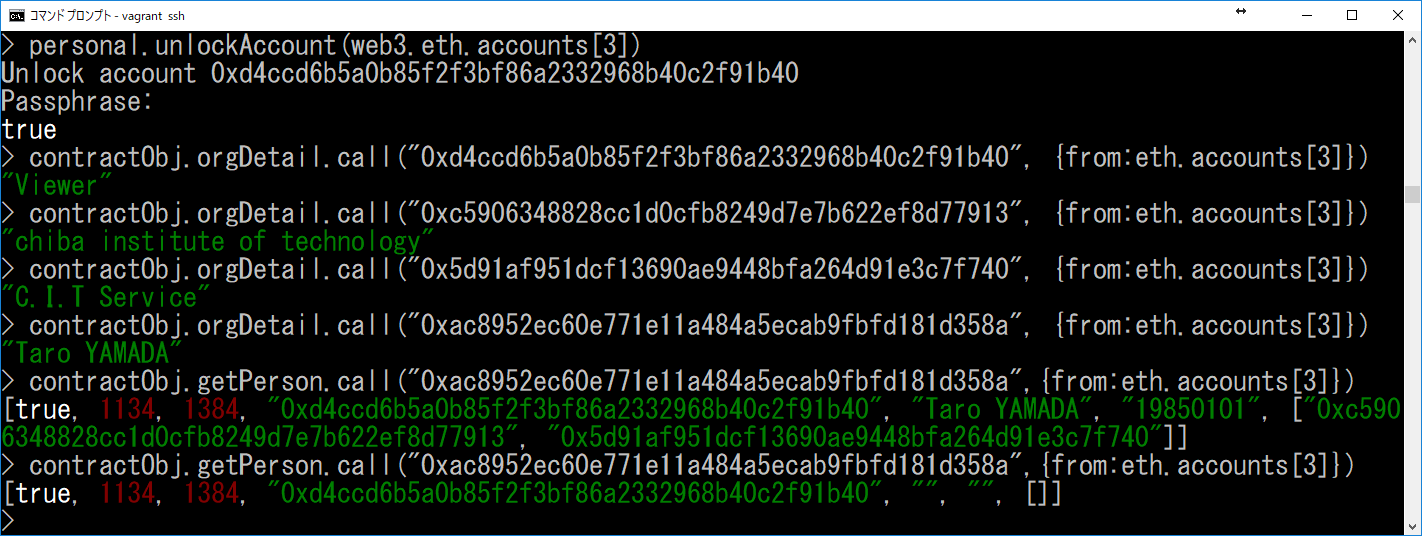 コマンドプロンプト - vagrant ssh
> personal.unlockAccount(web3.eth.accounts[3])
Unlock account 0xd4ccd6b5a0b85f2f3bf86a2332968b40c2f91b40
Passphrase:
true
> contractObj.orgDetail.call("0xd4ccd6b5a0b85f2f3bf86a2332968b40c2f91b40", {from:eth.accounts[3]})
"Viewer"
> contractObj.orgDetail.call("0xc5906348828cc1d0cfb8249d7e7b622ef8d77913", {from:eth.accounts[3]})
"chiba institute of technology"
> contractObj.orgDetail.call("0x5d91af951dcf13690ae9448bfa264d91e3c7f740", {from:eth.accounts[3]})
"C.I.T Service"
> contractObj.orgDetail.call("0xac8952ec60e771e11a484a5ecab9fbfd181d358a", {from:eth.accounts[3]})
"Taro YAMADA"
> contractObj.getPerson.call("0xac8952ec60e771e11a484a5ecab9fbfd181d358a",{from:eth.accounts[3]})
[true, 1134, 1384, "0xd4ccd6b5a0b85f2f3bf86a2332968b40c2f91b40", "Taro YAMADA", "19850101", ["0xc590
6348828cc1d0cfb8249d7e7b622ef8d77913", "0x5d91af951dcf13690ae9448bfa264d91e3c7f740"]]
> contractObj.getPerson.call("0xac8952ec60e771e11a484a5ecab9fbfd181d358a",{from:eth.accounts[3]})
[true, 1134, 1384, "0xd4ccd6b5a0b85f2f3bf86a2332968b40c2f91b40", "", "", []]
>